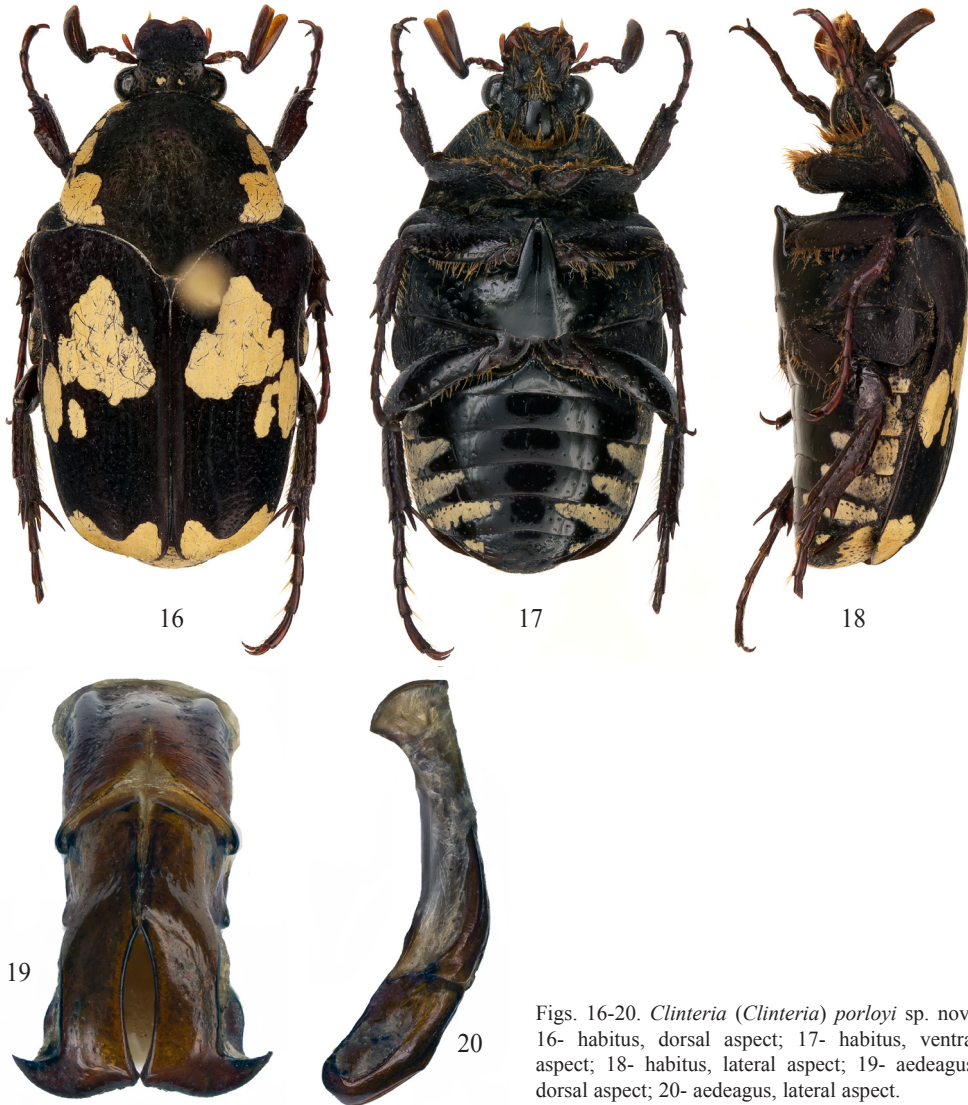 16
17
18
19
20
Figs. 16-20. Clinteria (Clinteria) porloyi sp. nov
16- habitus, dorsal aspect; 17- habitus, ventra
aspect; 18- habitus, lateral aspect; 19- aedeagus
dorsal aspect; 20- aedeagus, lateral aspect.